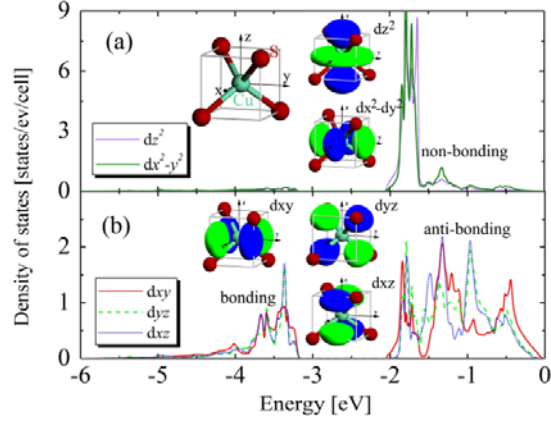 Density of states [states/ev/cell]
9
6
3
0
(a)
z
S
y
x
Cu
dz²
dx²-dy²
dz²
dx²-y²
non-bonding
(b)
2
1
0
dxy
dyz
dxz
anti-bonding
bonding
dxy
dyz
dxz
-6
-5
-4
-3
-2
-1
0
Energy [eV]